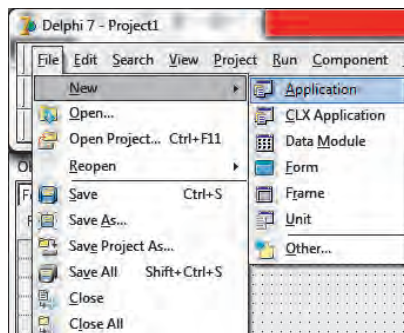 Delphi 7 - Project1
File Edit Search View Project Run Component
New
Open...
Open Project... Ctrl+F11
Reopen
Save Ctrl+S
Save As...
Save Project As...
Save All Shift+Ctrl+S
Close
Close All
Application
CLX Application
Data Module
Form
Frame
Unit
Other...